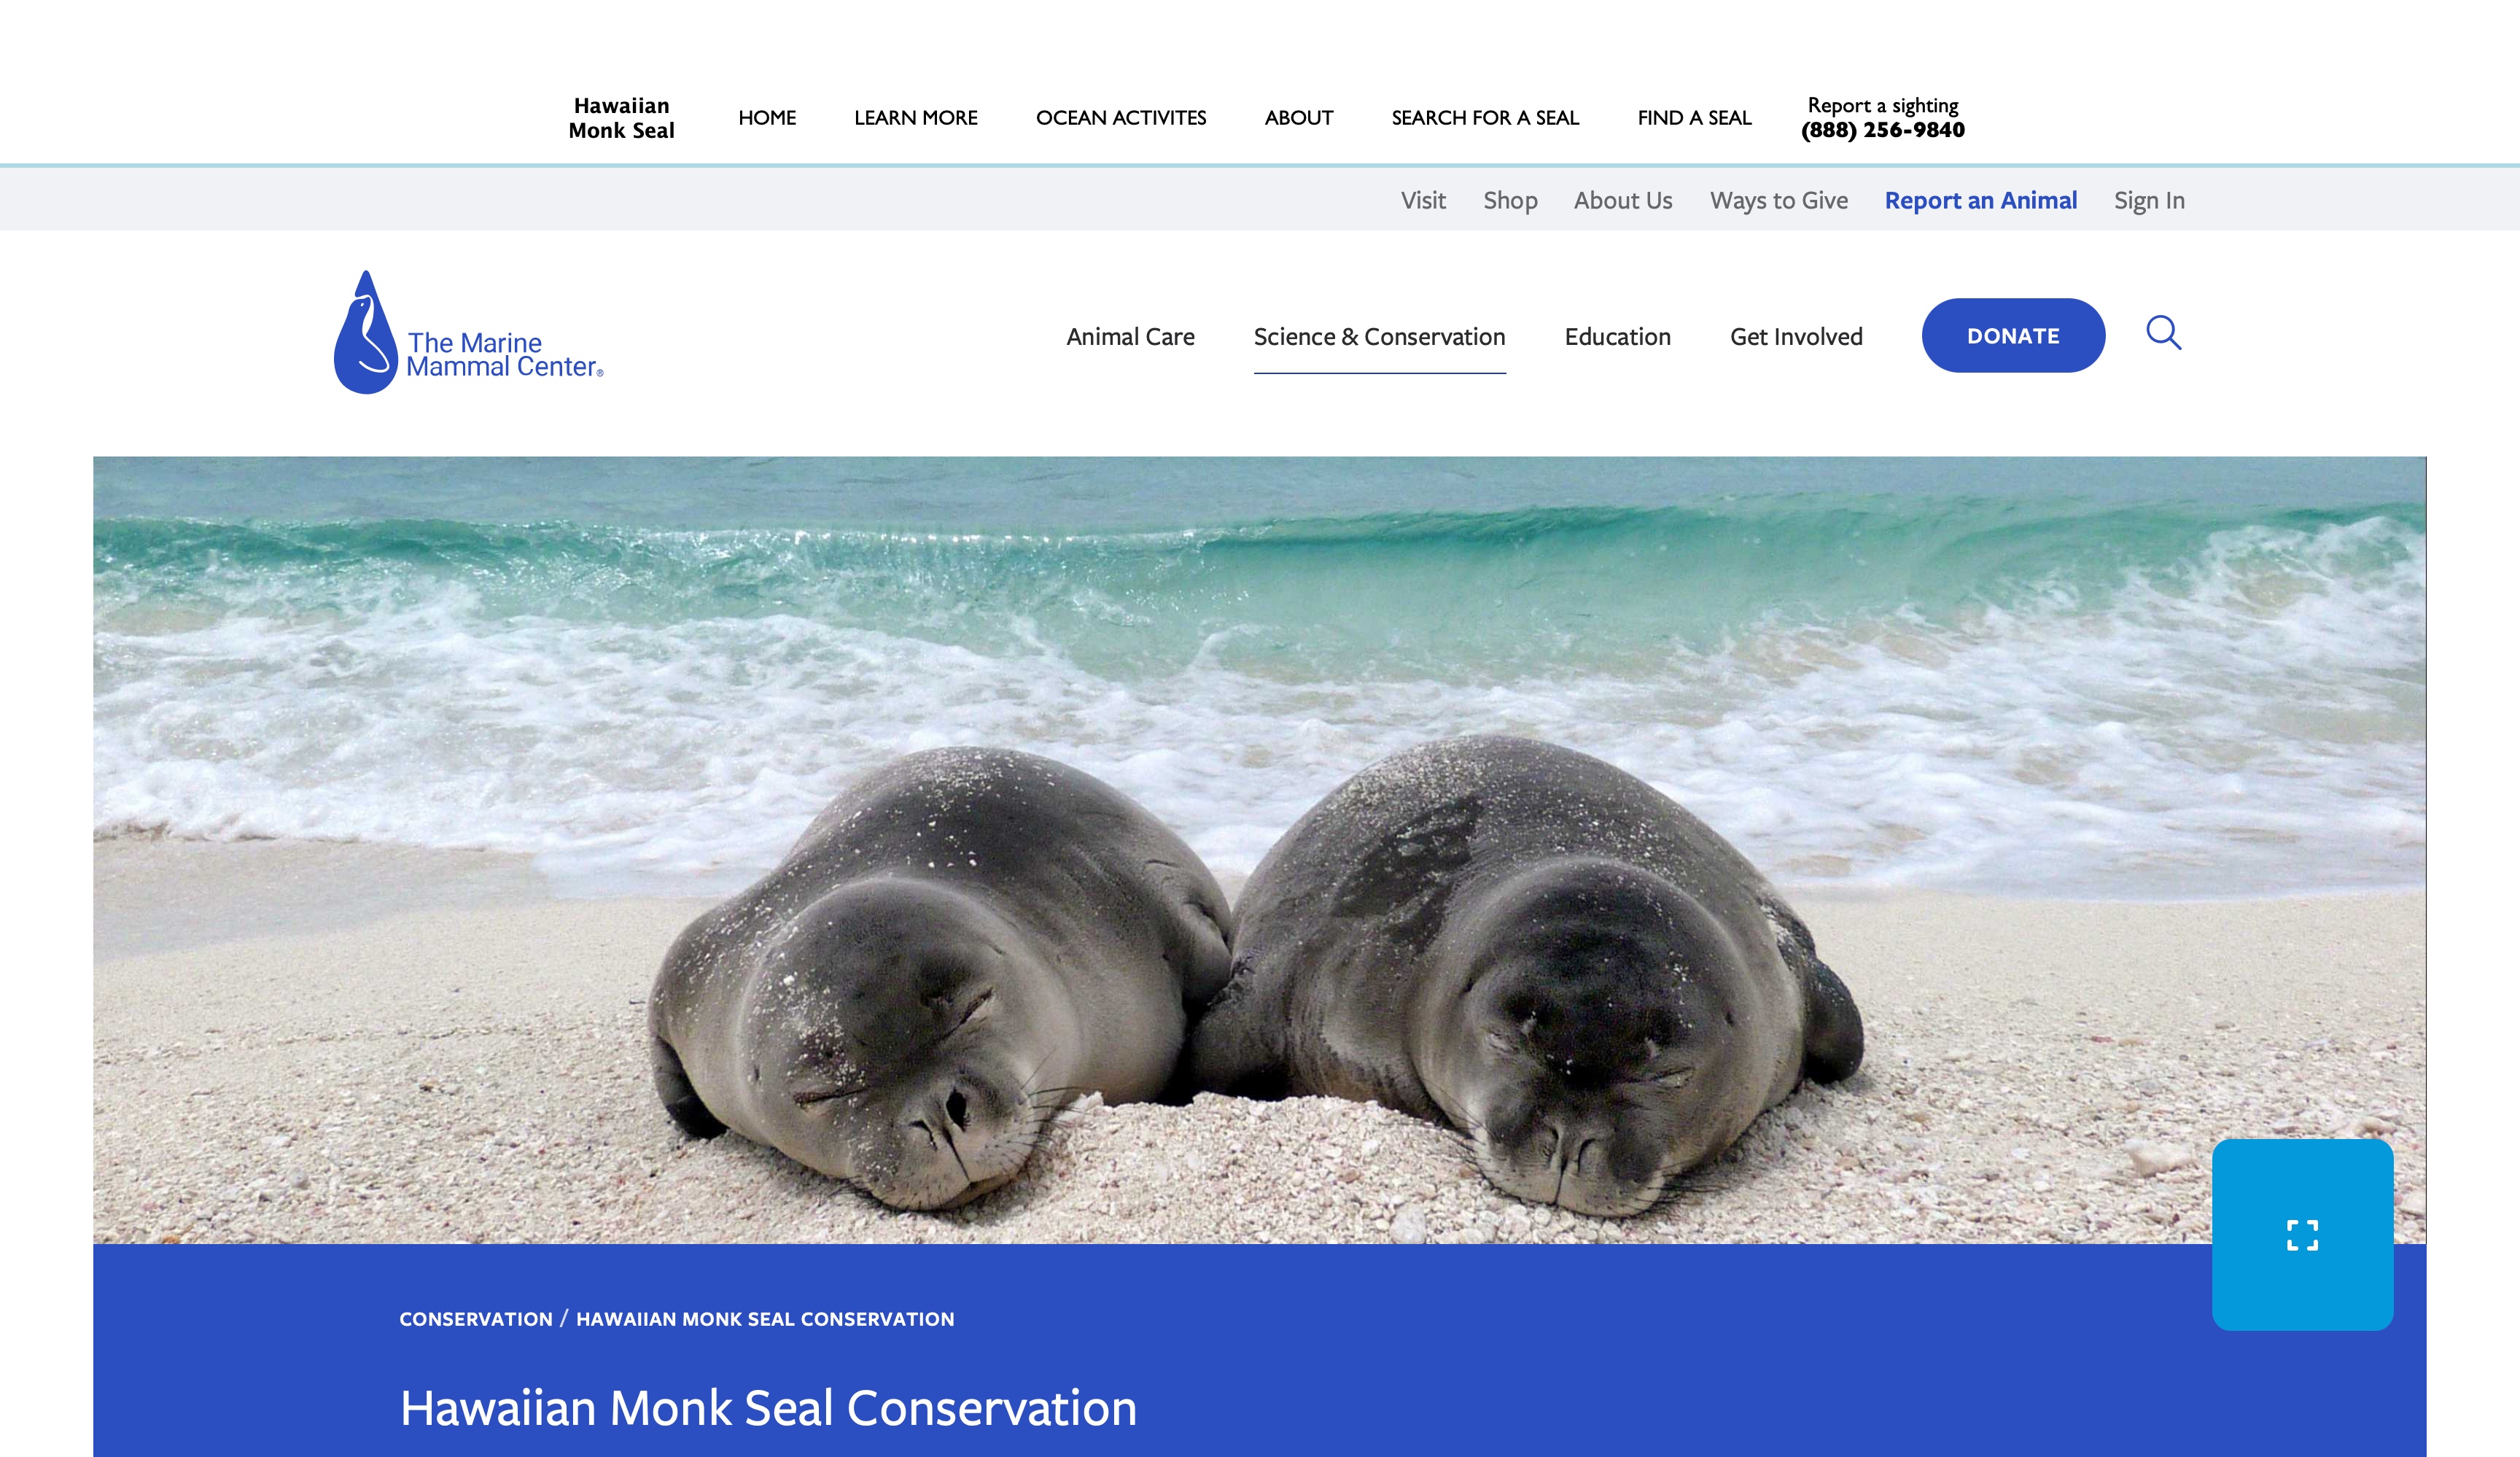 Hawaiian
Monk Seal
HOME
LEARN MORE
OCEAN ACTIVITES
ABOUT
SEARCH FOR A SEAL
FIND A SEAL
Report a sighting
(888) 256-9840
Visit
Shop
About Us
Ways to Give
Report an Animal
Sign In
The Marine
Mammal Center®
Animal Care
Science & Conservation
Education
Get Involved
DONATE
CONSERVATION / HAWAIIAN MONK SEAL CONSERVATION
Hawaiian Monk Seal Conservation